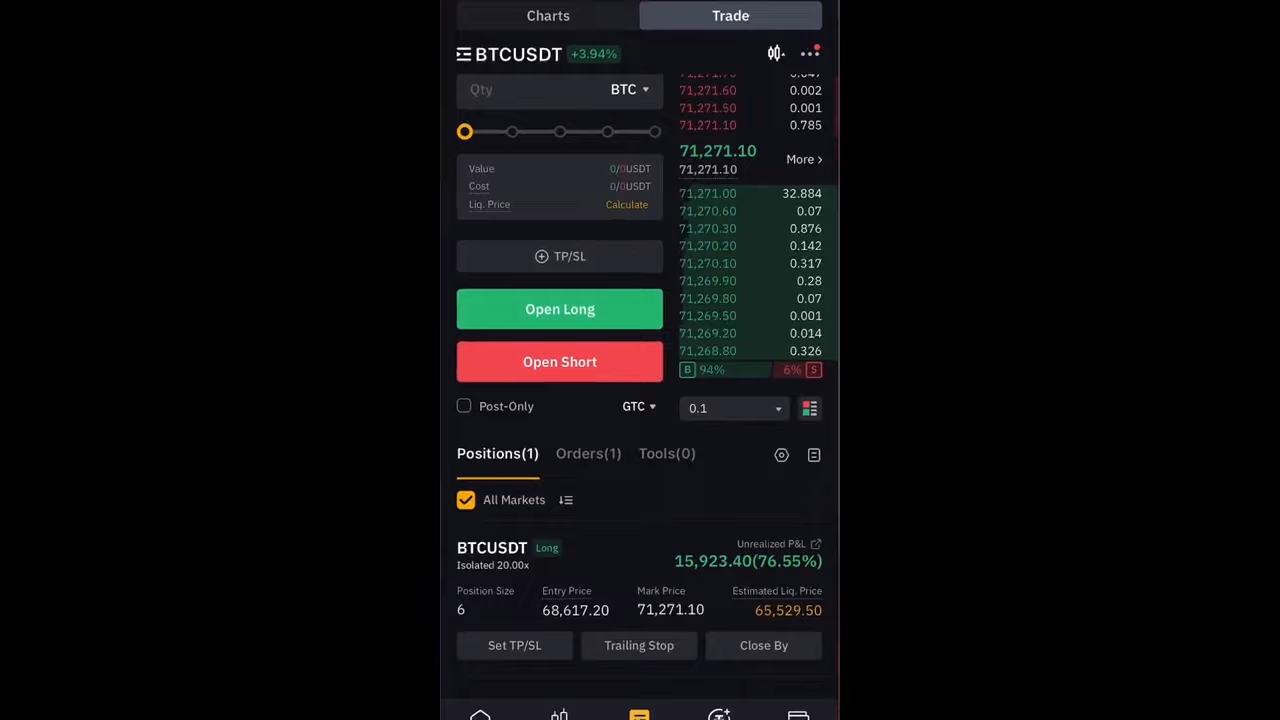 Charts Trade
BTCUSDT +3.94%
Qty BTC
71,271.60 0.002
71,271.50 0.001
71,271.10 0.785
71,271.10
71,271.10
More >
Value 0/0USDT
Cost 0/0USDT
Liq. Price Calculate
71,271.00 32.884
71,270.60 0.07
71,270.30 0.876
71,270.20 0.142
71,270.10 0.317
71,269.90 0.28
71,269.80 0.07
71,269.50 0.001
71,269.20 0.014
71,268.80 0.326
B 94% 6% S
TP/SL
Open Long
Open Short
Post-Only GTC
0.1
Positions(1) Orders(1) Tools(0)
All Markets
BTCUSDT Long
Isolated 20.00x
Unrealized P&L
15,923.40(76.55%)
Position Size Entry Price Mark Price Estimated Liq. Price
6 68,617.20 71,271.10 65,529.50
Set TP/SL Trailing Stop Close By